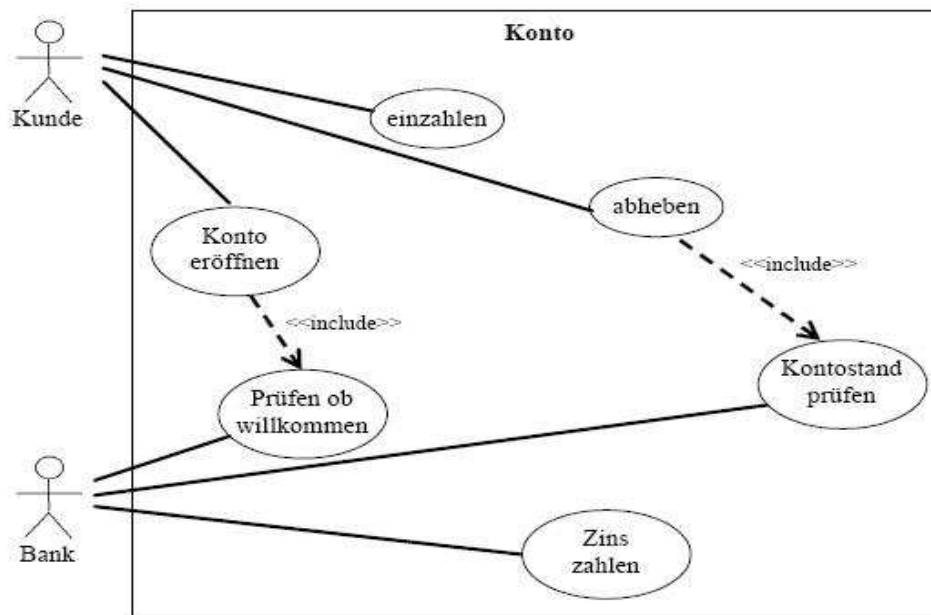 Konto
Kunde
einzahlen
abheben
Konto
eröffnen
<<include>>
<<include>>
Kontostand
prüfen
Prüfen ob
willkommen
Bank
Zins
zahlen